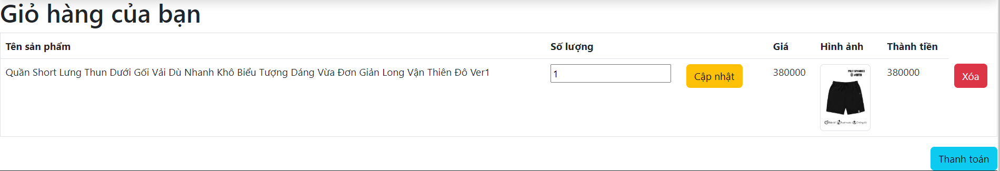 Giỏ hàng của bạn
Tên sản phẩm Số lượng Giá Hình ảnh Thành tiền
Quần Short Lưng Thun Dưới Gối Vải Dù Nhanh Khô Biểu Tượng Dáng Vừa Đơn Giản Long Vận Thiên Đô Ver1 1 Cập nhật 380000 380000 Xóa
POLY SPANDEX
Thanh toán